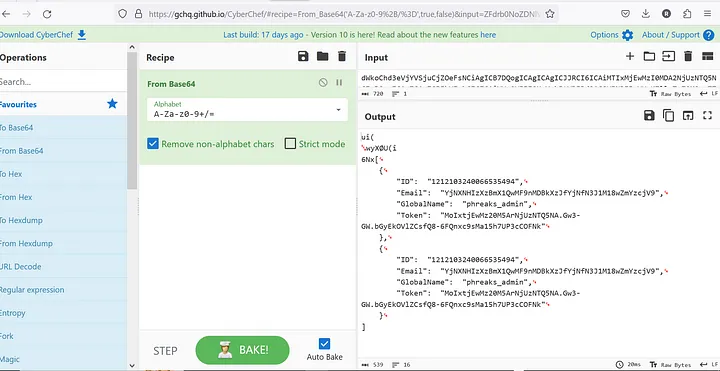 https://gchq.github.io/CyberChef/#recipe=From_Base64('A-Za-z0-9%2B/%3D',true,false)&input=ZFdrb0NoZDN
Download CyberChef
Last build: 17 days ago - Version 10 is here! Read about the new features here
Options
About / Support
Operations
Recipe
Input
Search...
From Base64
Alphabet
A-Za-z0-9+/=
Remove non-alphabet chars
Strict mode
Favourites
To Base64
From Base64
To Hex
From Hex
To Hexdump
From Hexdump
URL Decode
Regular expression
Entropy
Fork
Magic
720
1
Raw Bytes
LF
Output
ui(
wyXØU(i
6Nx[
{
"ID": "1212103240066535494",
"Email": "YjNXNHIzXzBmX1QwMF9nMDBkXzJfYjNfN3J1M18wZmYzcjV9",
"GlobalName": "phreaks_admin",
"Token": "MoIxtjEwMz20M5ArNjUzNTQ5NA.Gw3-
GW.bGyEkOVlZCsfQ8-6FQnxc9sMa15h7UP3cCOFNk"
},
{
"ID": "1212103240066535494",
"Email": "YjNXNHIzXzBmX1QwMF9nMDBkXzJfYjNfN3J1M18wZmYzcjV9",
"GlobalName": "phreaks_admin",
"Token": "MoIxtjEwMz20M5ArNjUzNTQ5NA.Gw3-
GW.bGyEkOVlZCsfQ8-6FQnxc9sMa15h7UP3cCOFNk"
}
]
STEP
BAKE!
Auto Bake
539
16
20ms
Raw Bytes
LF